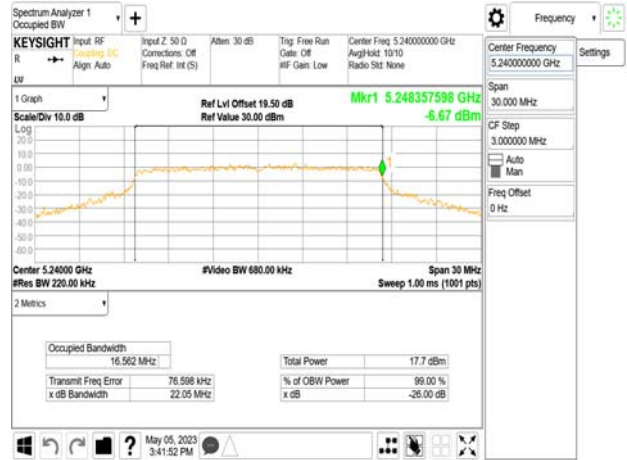 Spectrum Analyzer 1
Occupied BW
Frequency
KEYSIGHT
R
Input: RF
Coupling: DC
Align: Auto
Input Z: 50 Ω
Corrections: Off
Freq Ref: Int (S)
Atten: 30 dB
Trig: Free Run
Gate: Off
#IF Gain: Low
Center Freq: 5.240000000 GHz
Avg|Hold: 10/10
Radio Std: None
Center Frequency
5.240000000 GHz
Settings
Span
30.000 MHz
CF Step
3.000000 MHz
Auto
Man
Freq Offset
0 Hz
1 Graph
Scale/Div 10.0 dB
Ref Lvl Offset 19.50 dB
Ref Value 30.00 dBm
Mkr1 5.248357598 GHz
-6.67 dBm
Log
20.0
10.0
0.00
-10.0
-20.0
-30.0
-40.0
-50.0
-60.0
1
Center 5.24000 GHz
#Video BW 680.00 kHz
Span 30 MHz
#Res BW 220.00 kHz
Sweep 1.00 ms (1001 pts)
2 Metrics
Occupied Bandwidth
16.562 MHz
Total Power 17.7 dBm
Transmit Freq Error 76.598 kHz
% of OBW Power 99.00 %
x dB Bandwidth 22.05 MHz
x dB -26.00 dB
?
May 05, 2023
3:41:52 PM